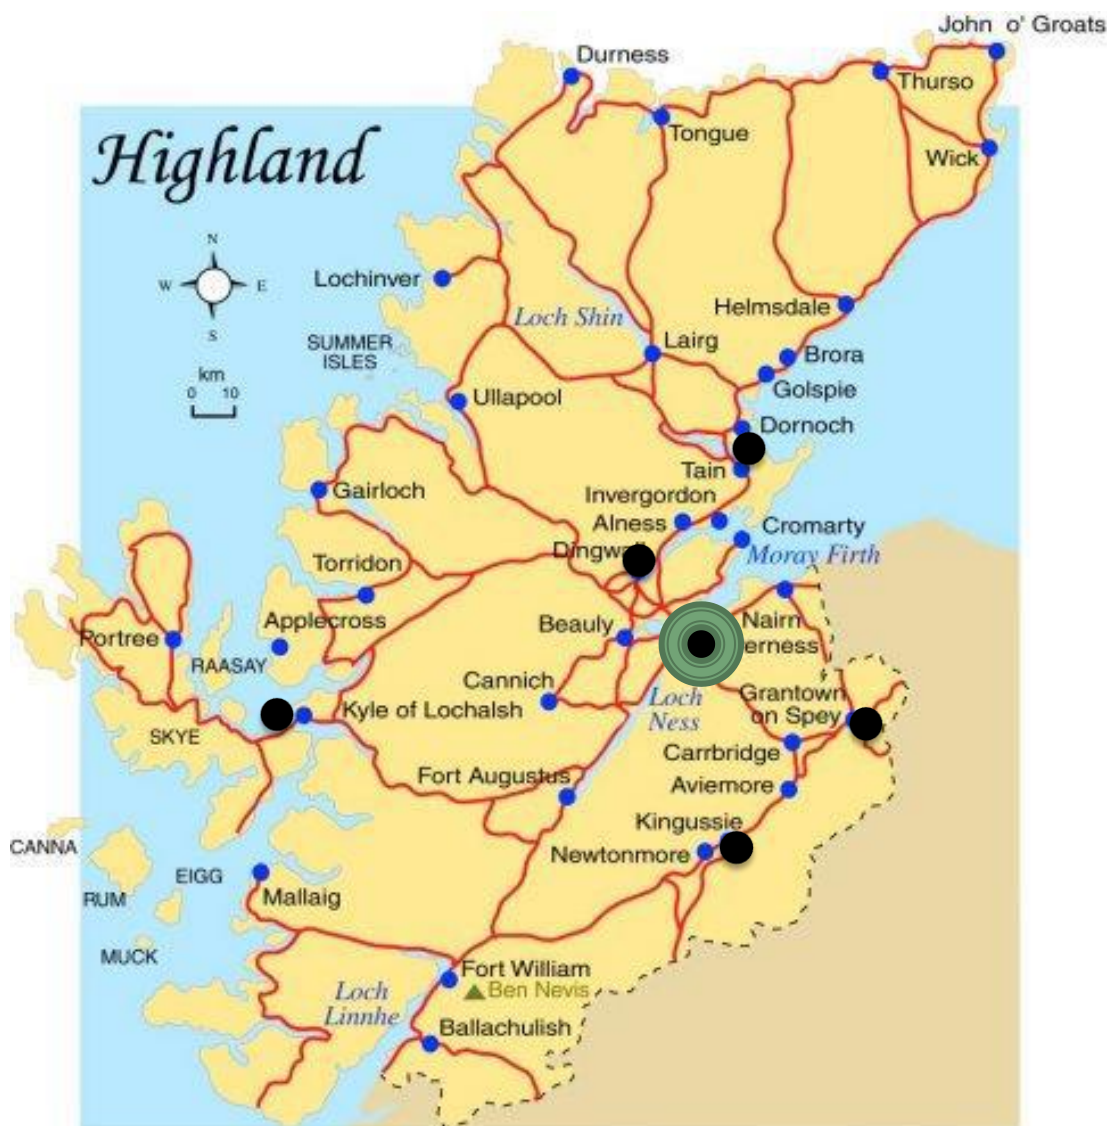 John o' Groats
Durness
Thurso
Tongue
Highland
Wick
N
W E
S
Lochinver
Helmsdale
Loch Shin
SUMMER
ISLES
Lairg
Brora
km
0 10
Golspie
Ullapool
Dornoch
Tain
Gairloch
Invergordon
Alness
Cromarty
Moray Firth
Torridon
Applecross
Nairn
Beauly
Portree
RAASAY
Cannich
Loch
Ness
Grantown
on Spey
Kyle of Lochalsh
SKYE
Carrbridge
Fort Augustus
Aviemore
Kingussie
CANNA
Newtonmore
EIGG
RUM
Mallaig
MUCK
Fort William
Ben Nevis
Loch
Linnhe
Ballachulish